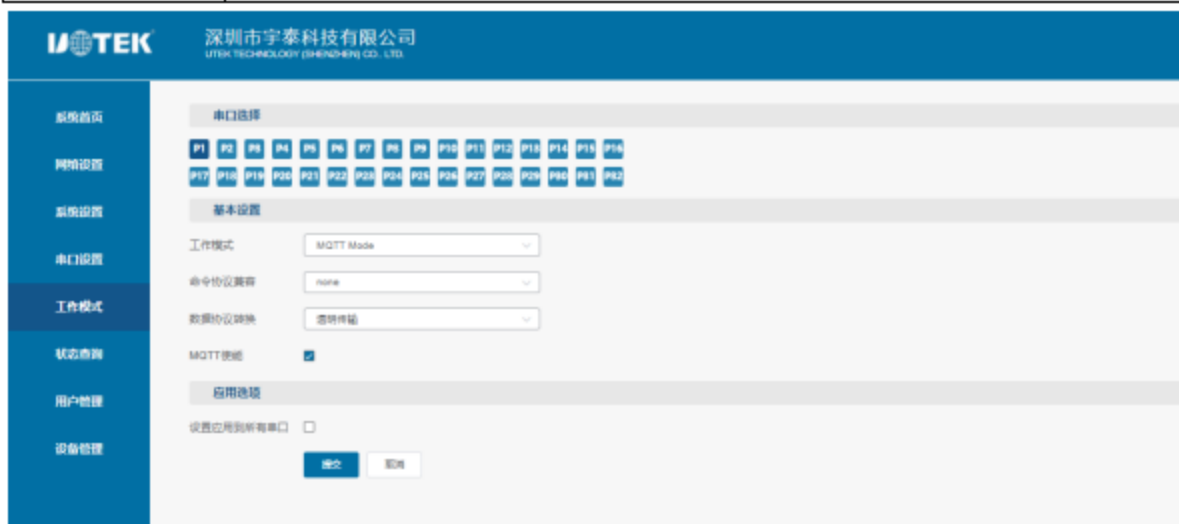 UOTEK
深圳市宇泰科技有限公司
UTEK TECHNOLOGY (SHENZHEN) CO., LTD.
系统首页
网络设置
系统设置
串口设置
工作模式
状态查询
用户管理
设备管理
串口选择
P1 P2 P3 P4 P5 P6 P7 P8 P9 P10 P11 P12 P13 P14 P15 P16
P17 P18 P19 P20 P21 P22 P23 P24 P25 P26 P27 P28 P29 P30 P31 P32
基本设置
工作模式 MQTT Mode
命令协议兼容 none
数据协议转换 透明传输
MQTT使能
应用选项
设置应用到所有串口
提交 取消